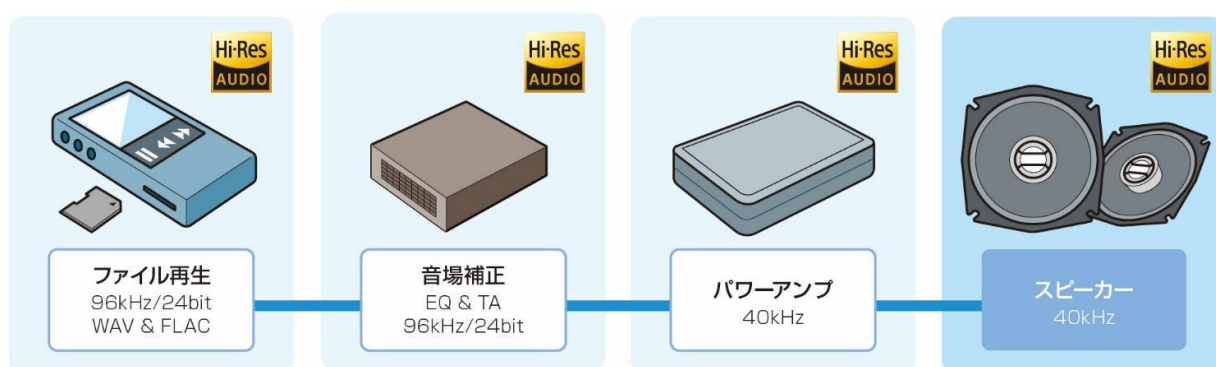 Hi-Res
AUDIO
ファイル再生
96kHz/24bit
WAV & FLAC
Hi-Res
AUDIO
音場補正
EQ & TA
96kHz/24bit
Hi-Res
AUDIO
パワーアンプ
40kHz
Hi-Res
AUDIO
スピーカー
40kHz